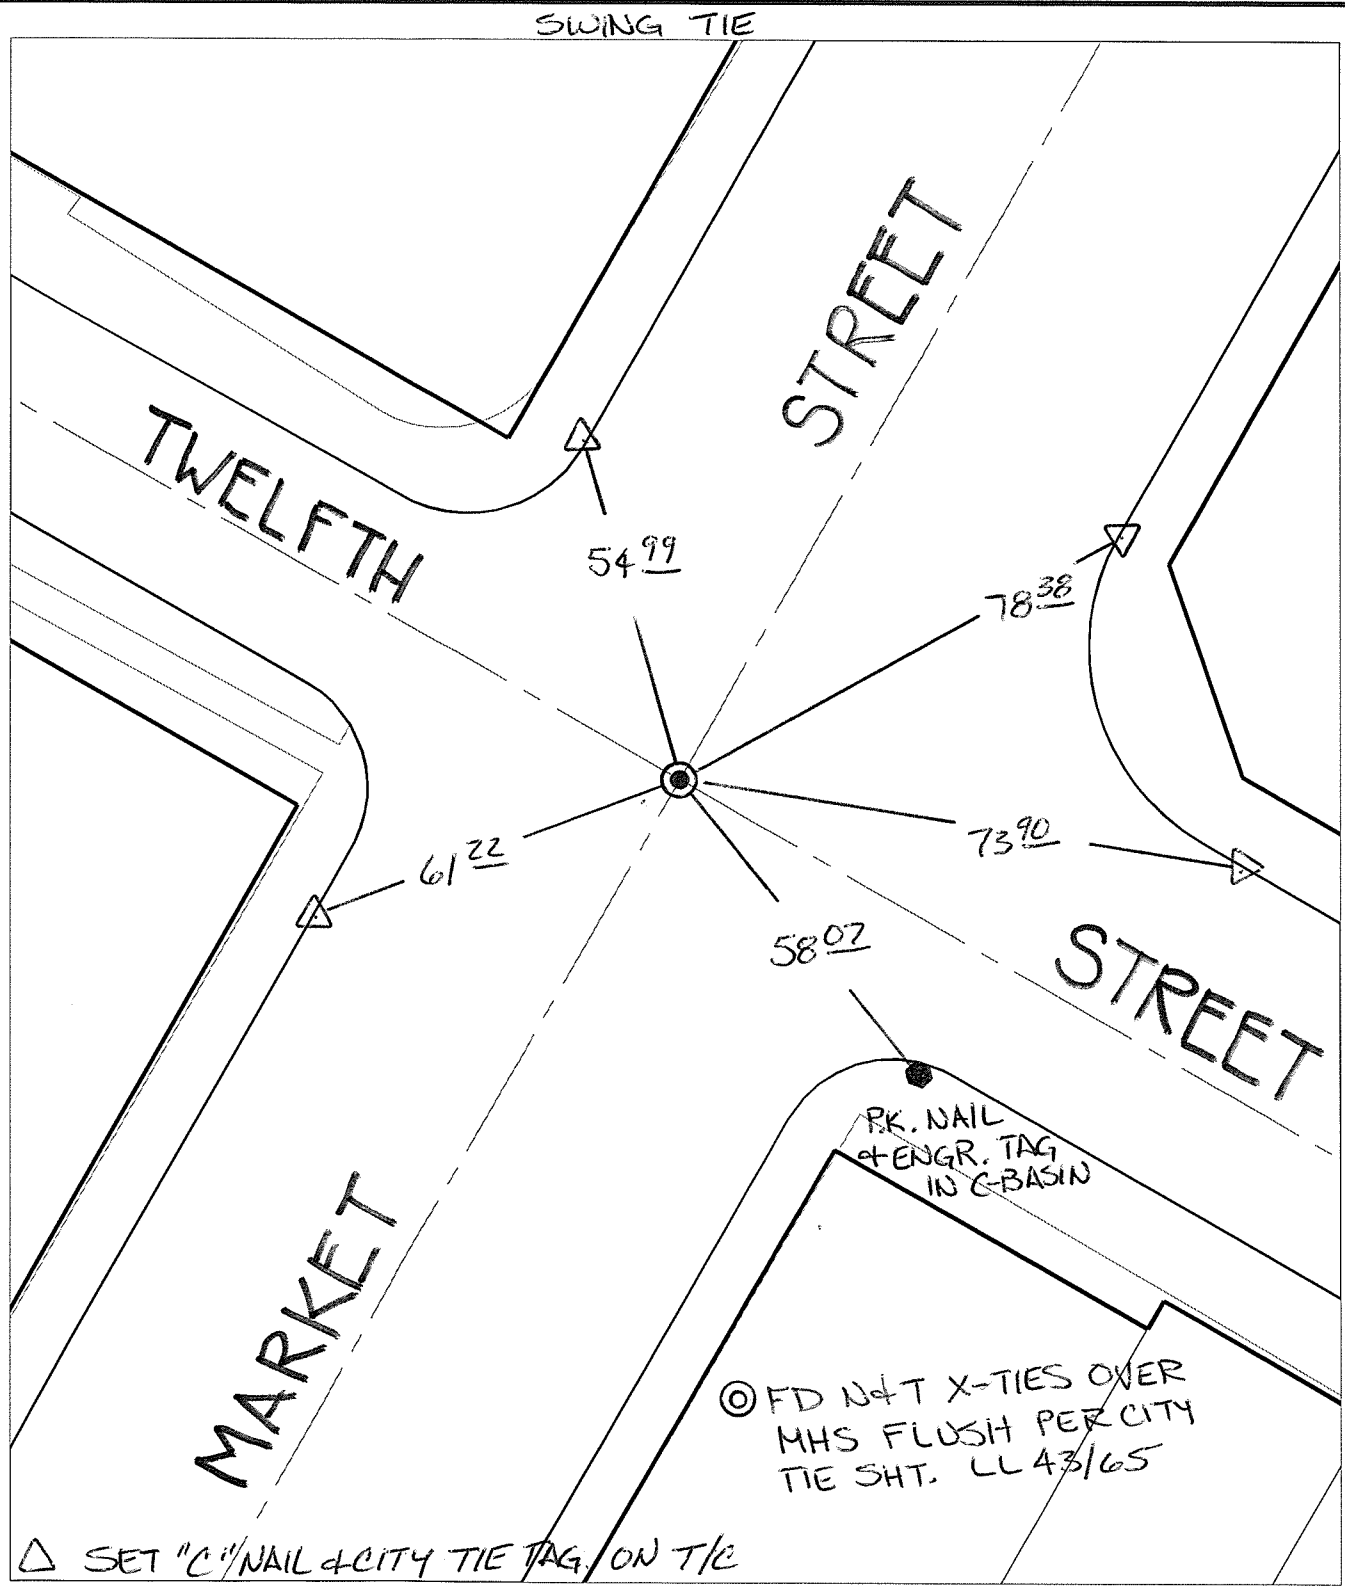 SWING TIE
TWELFTH
STREET
54 99
78 38
61 22
73 90
58 07
STREET
P.K. NAIL
& ENGR. TAG
IN C-BASIN
MARKET
FD N&T X-TIES OVER
MHS FLUSH PER CITY
TIE SHT. LL 43/65
SET "C" NAIL & CITY TIE TAG ON T/C